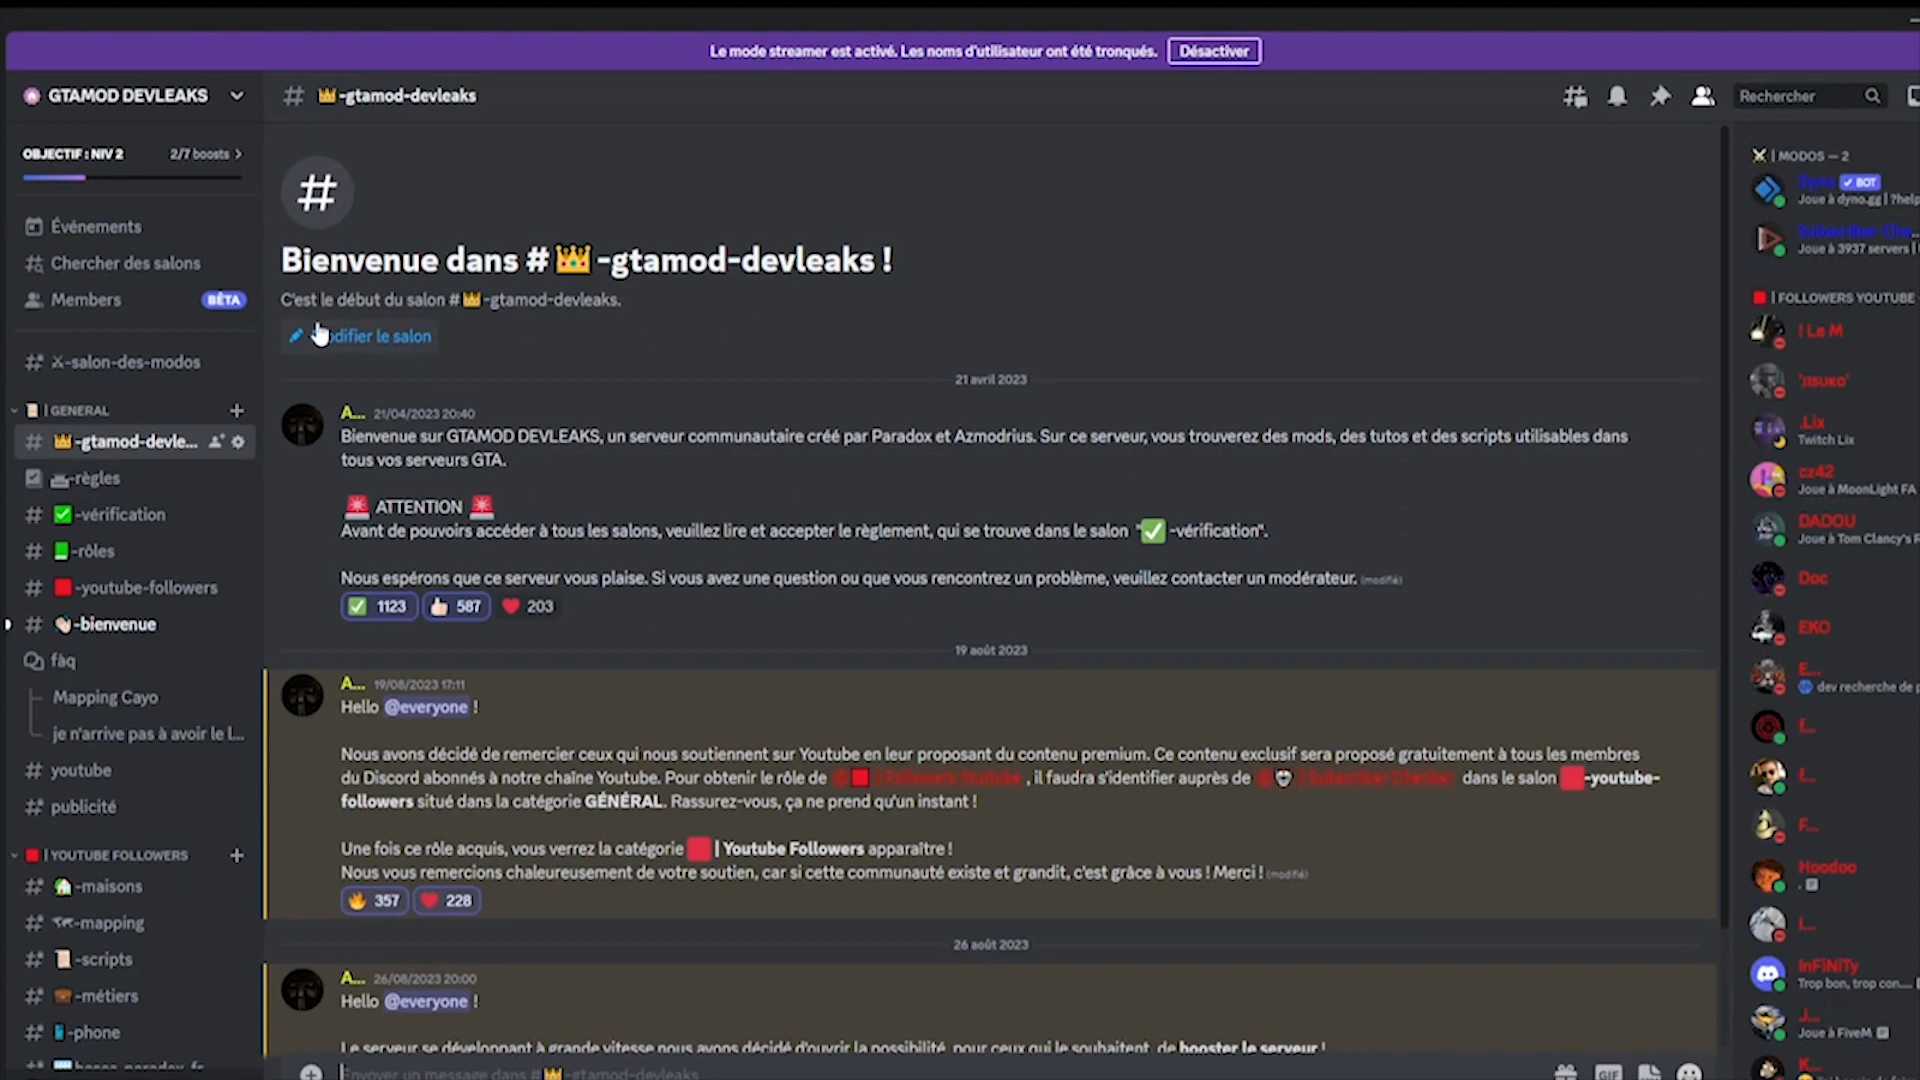 Le mode streamer est activé. Les noms d'utilisateur ont été tronqués. Désactiver
GTAMOD DEVLEAKS
# 👑-gtamod-devleaks
Rechercher
OBJECTIF : NIV 2 2/7 boosts
Événements
Chercher des salons
Members BÊTA
⚔-salon-des-modos
| GENERAL
👑-gtamod-devle...
-règles
✅-vérification
-rôles
🟥-youtube-followers
👋🏻-bienvenue
fàq
Mapping Cayo
je n'arrive pas à avoir le l...
youtube
publicité
🟥 | YOUTUBE FOLLOWERS
🏠-maisons
-mapping
📜-scripts
💼-métiers
📱-phone
Bienvenue dans #👑-gtamod-devleaks !
C'est le début du salon #👑-gtamod-devleaks.
odifier le salon
21 avril 2023
A... 21/04/2023 20:40
Bienvenue sur GTAMOD DEVLEAKS, un serveur communautaire créé par Paradox et Azmodrius. Sur ce serveur, vous trouverez des mods, des tutos et des scripts utilisables dans
tous vos serveurs GTA.
🚨 ATTENTION 🚨
Avant de pouvoirs accéder à tous les salons, veuillez lire et accepter le règlement, qui se trouve dans le salon "✅-vérification".
Nous espérons que ce serveur vous plaise. Si vous avez une question ou que vous rencontrez un problème, veuillez contacter un modérateur. (modifié)
✅ 1123 👍🏻 587 ❤️ 203
19 août 2023
A... 19/08/2023 17:11
Hello @everyone !
Nous avons décidé de remercier ceux qui nous soutiennent sur Youtube en leur proposant du contenu premium. Ce contenu exclusif sera proposé gratuitement à tous les membres
du Discord abonnés à notre chaîne Youtube. Pour obtenir le rôle de 🟥 | Followers Youtube , il faudra s'identifier auprès de | Subscriber Checker dans le salon 🟥-youtube-
followers situé dans la catégorie GÉNÉRAL. Rassurez-vous, ça ne prend qu'un instant !
Une fois ce rôle acquis, vous verrez la catégorie 🟥 | Youtube Followers apparaître !
Nous vous remercions chaleureusement de votre soutien, car si cette communauté existe et grandit, c'est grâce à vous ! Merci ! (modifié)
🔥 357 ❤️ 228
26 août 2023
A... 26/08/2023 20:00
Hello @everyone !
Le serveur se développant à grande vitesse nous avons décidé d'ouvrir la possibilité, pour ceux qui le souhaitent, de booster le serveur !
Envoyer un message dans #👑-gtamod-devleaks
GIF
| MODOS — 2
Dyno BOT
Joue à dyno.gg | ?help
Subscriber Che...
Joue à 3937 servers |
🟥 | FOLLOWERS YOUTUBE
! Le M
'JISUKO'
.Lix
Twitch Lix
cz42
Joue à MoonLight FA
DADOU
Joue à Tom Clancy's R
Doc
EKO
E...
dev recherche de p
f...
f...
F...
Hoodoo
.
I...
InFiNiTy
Trop bon, trop con....
J...
Joue à FiveM
K...